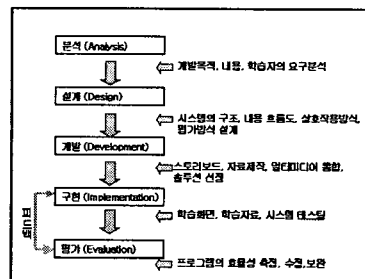 분석 (Analysis)
개발목적, 내용, 학습자의 요구분석
설계 (Design)
시스템의 구조, 내용 흐름도, 상호작용방식,
평가방식 설계
개발 (Development)
스토리보드, 자료제작, 멀티미디어 통합,
솔루션 선정
구현 (Implementation)
학습화면, 학습자료, 시스템 테스팅
피드백
평가 (Evaluation)
프로그램의 효율성 측정, 수정,보완